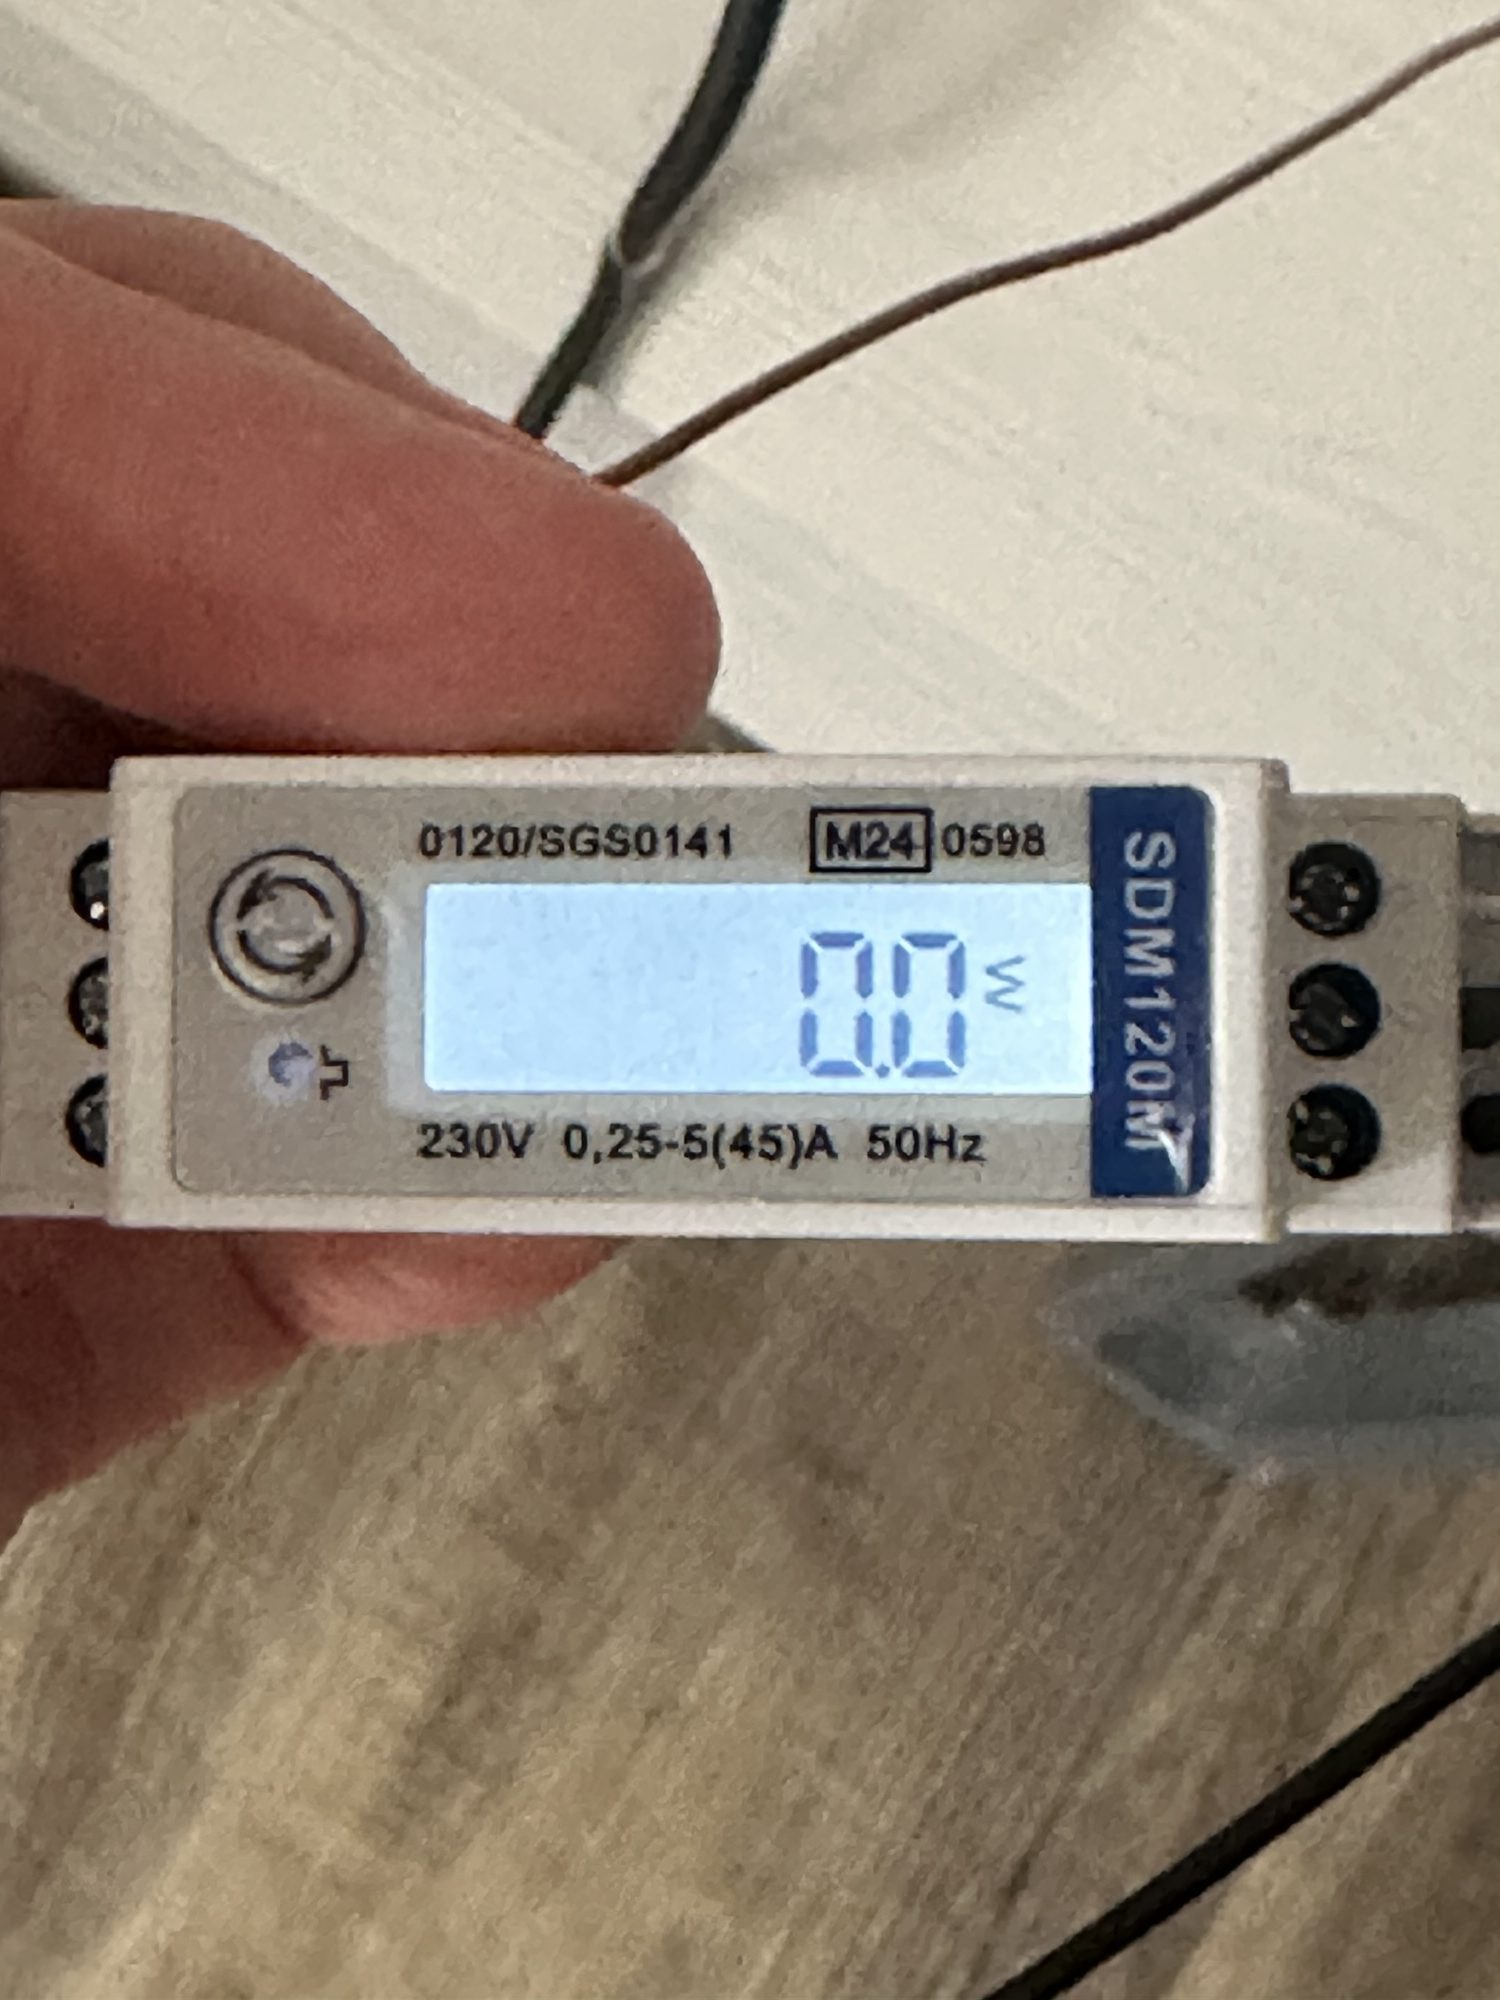 0120/SGS0141 M24 0598
0.0 W
230V 0,25-5(45)A 50Hz
SDM120M